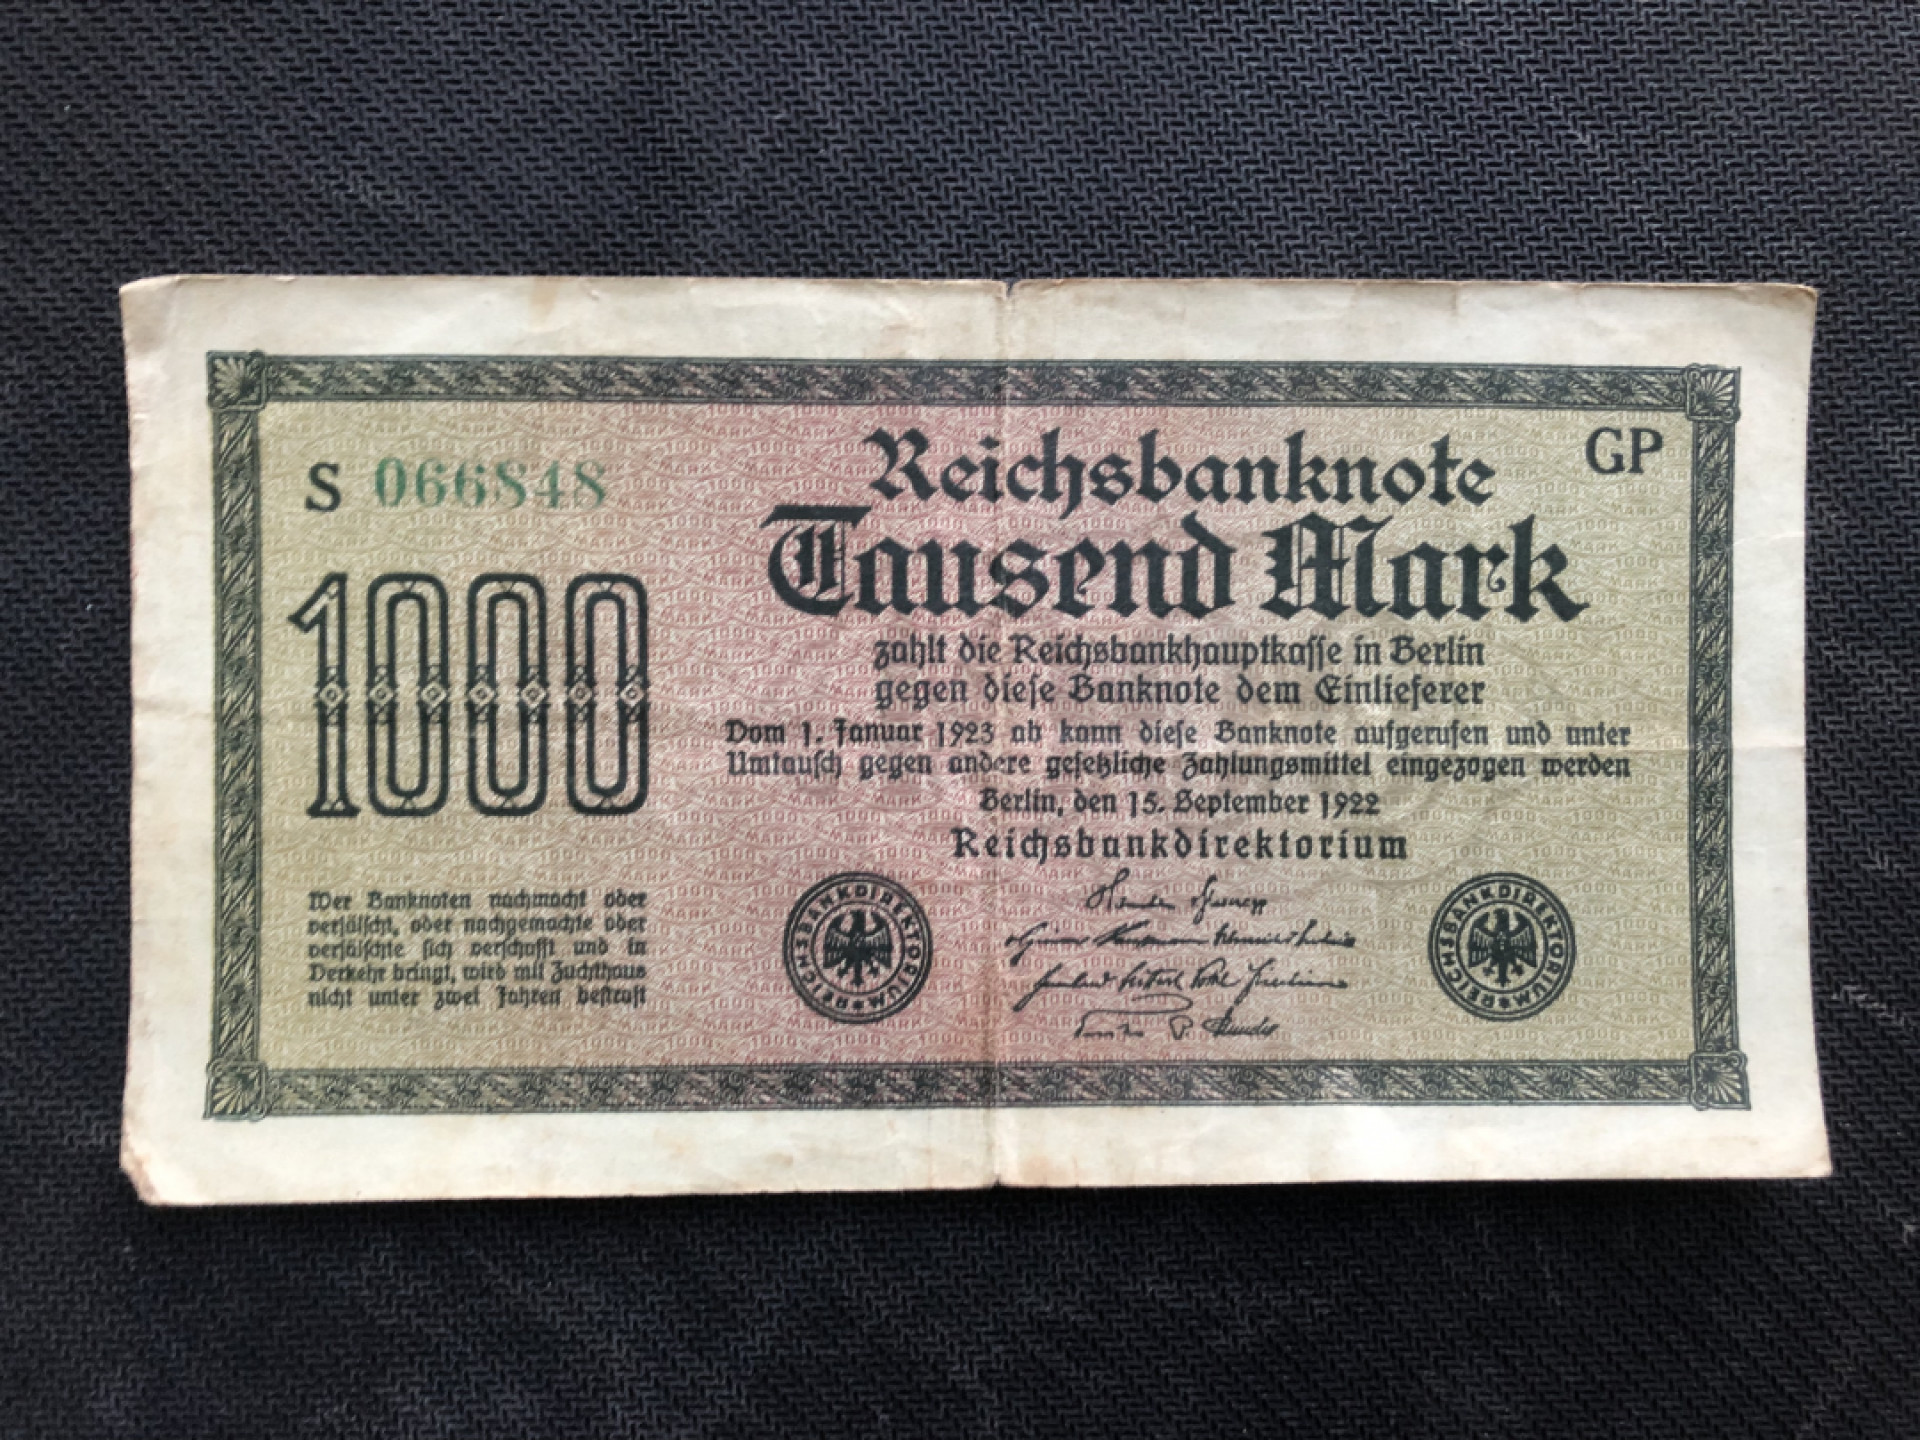 S 066848
GP
Reichsbanknote
Tausend Mark
1000
zahlt die Reichsbankhauptkasse in Berlin
gegen diese Banknote dem Einlieferer
Vom 1. Januar 1923 ab kann diese Banknote aufgerufen und unter
Umtausch gegen andere gesetzliche Zahlungsmittel eingezogen werden
Berlin, den 15. September 1922
Reichsbankdirektorium
Wer Banknoten nachmacht oder
verfälscht, oder nachgemachte oder
verfälschte sich verschafft und in
Verkehr bringt, wird mit Zuchthaus
nicht unter zwei Jahren bestraft
REICHSBANKDIREKTORIUM
REICHSBANKDIREKTORIUM